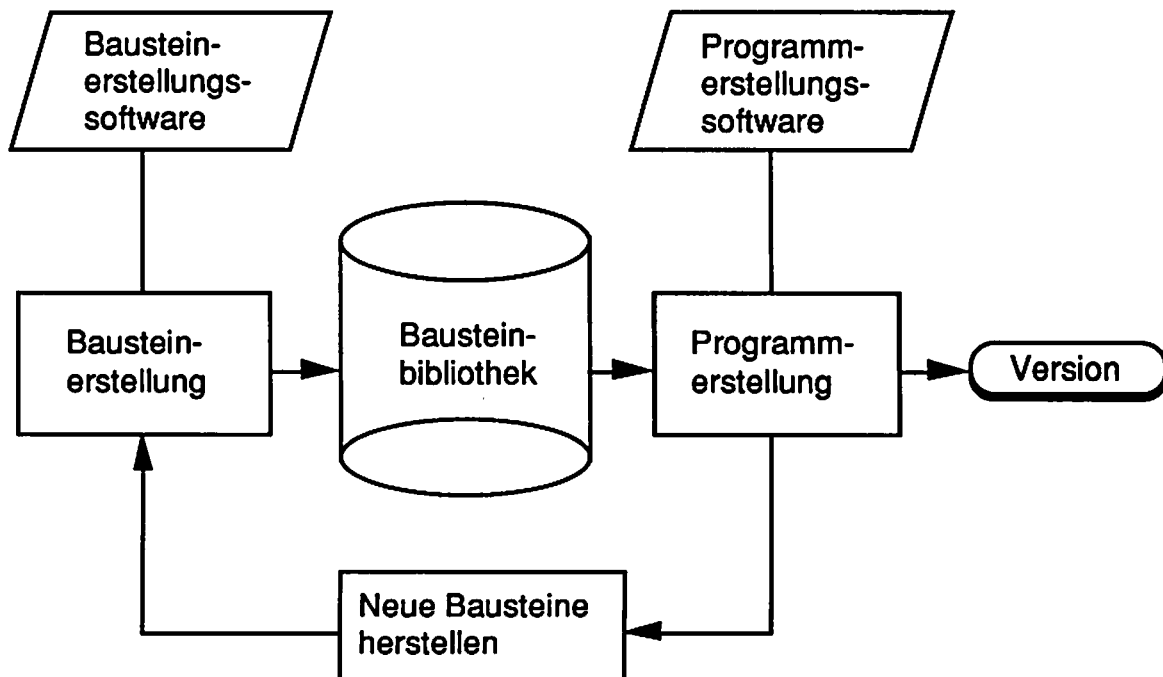 Baustein-
erstellungs-
software
Programm-
erstellungs-
software
Baustein-
erstellung
Baustein-
bibliothek
Programm-
erstellung
Version
Neue Bausteine
herstellen